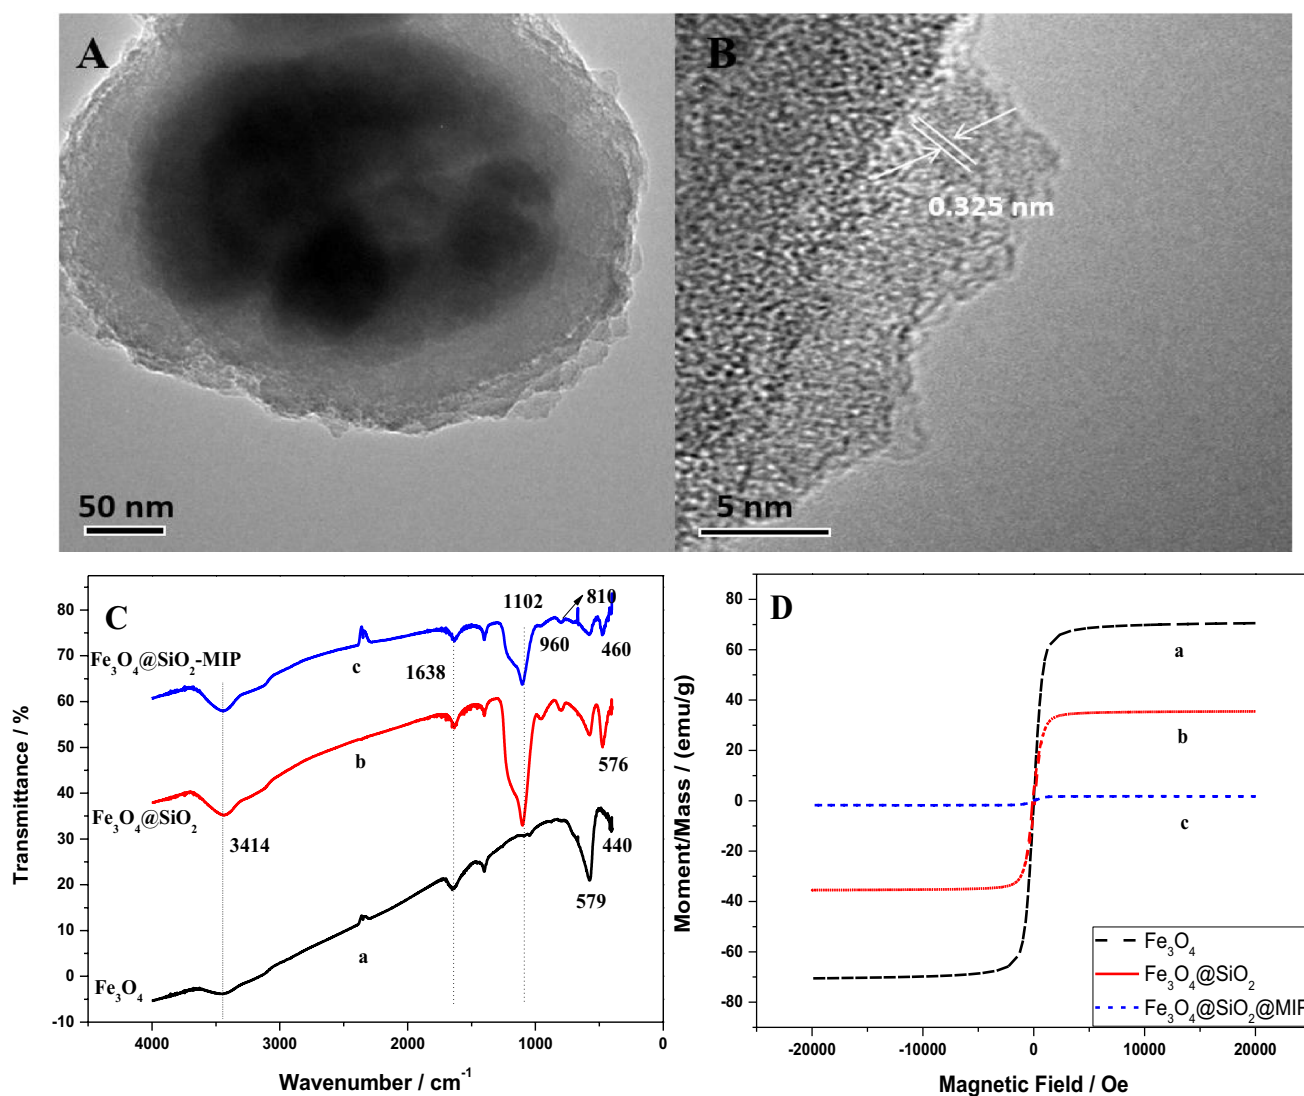 A
50 nm
B
0.325 nm
5 nm
C
80
70
60
50
40
30
20
10
0
-10
Transmittance / %
4000
3000
2000
1000
0
Wavenumber / cm⁻¹
1102
810
960
460
1638
Fe₃O₄@SiO₂-MIP
c
b
576
Fe₃O₄@SiO₂
3414
440
579
a
Fe₃O₄
D
80
60
40
20
0
-20
-40
-60
-80
Moment/Mass / (emu/g)
-20000
-10000
0
10000
20000
Magnetic Field / Oe
a
b
c
Fe₃O₄
Fe₃O₄@SiO₂
Fe₃O₄@SiO₂@MIP